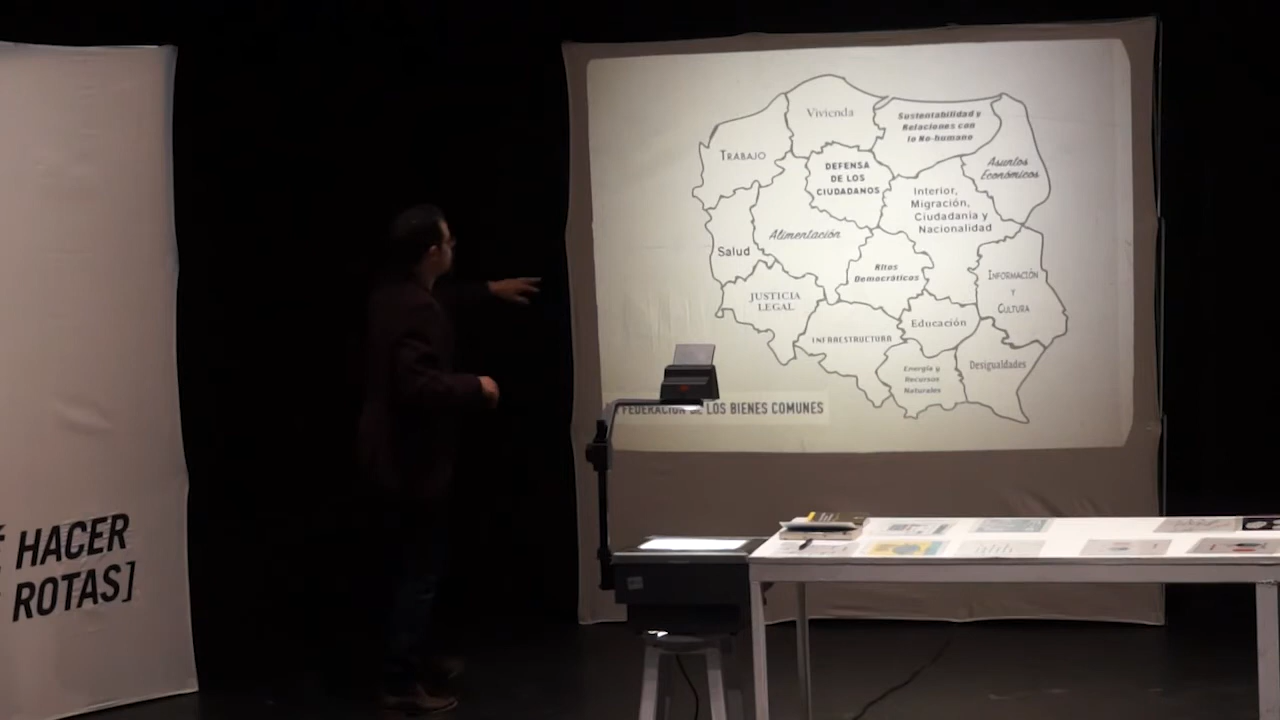 HACER
ROTAS]
Vivienda
Sustentabilidad y
Relaciones con
lo No-humano
TRABAJO
DEFENSA
DE LOS
CIUDADANOS
Asuntos
Económicos
Interior,
Migración,
Ciudadanía y
Nacionalidad
Salud
Alimentación
Ritos
Democráticos
INFORMACIÓN
Y
CULTURA
JUSTICIA
LEGAL
INFRAESTRUCTURA
Educación
Energía y
Recursos
Naturales
Desigualdades
FEDERACIÓN DE LOS BIENES COMUNES